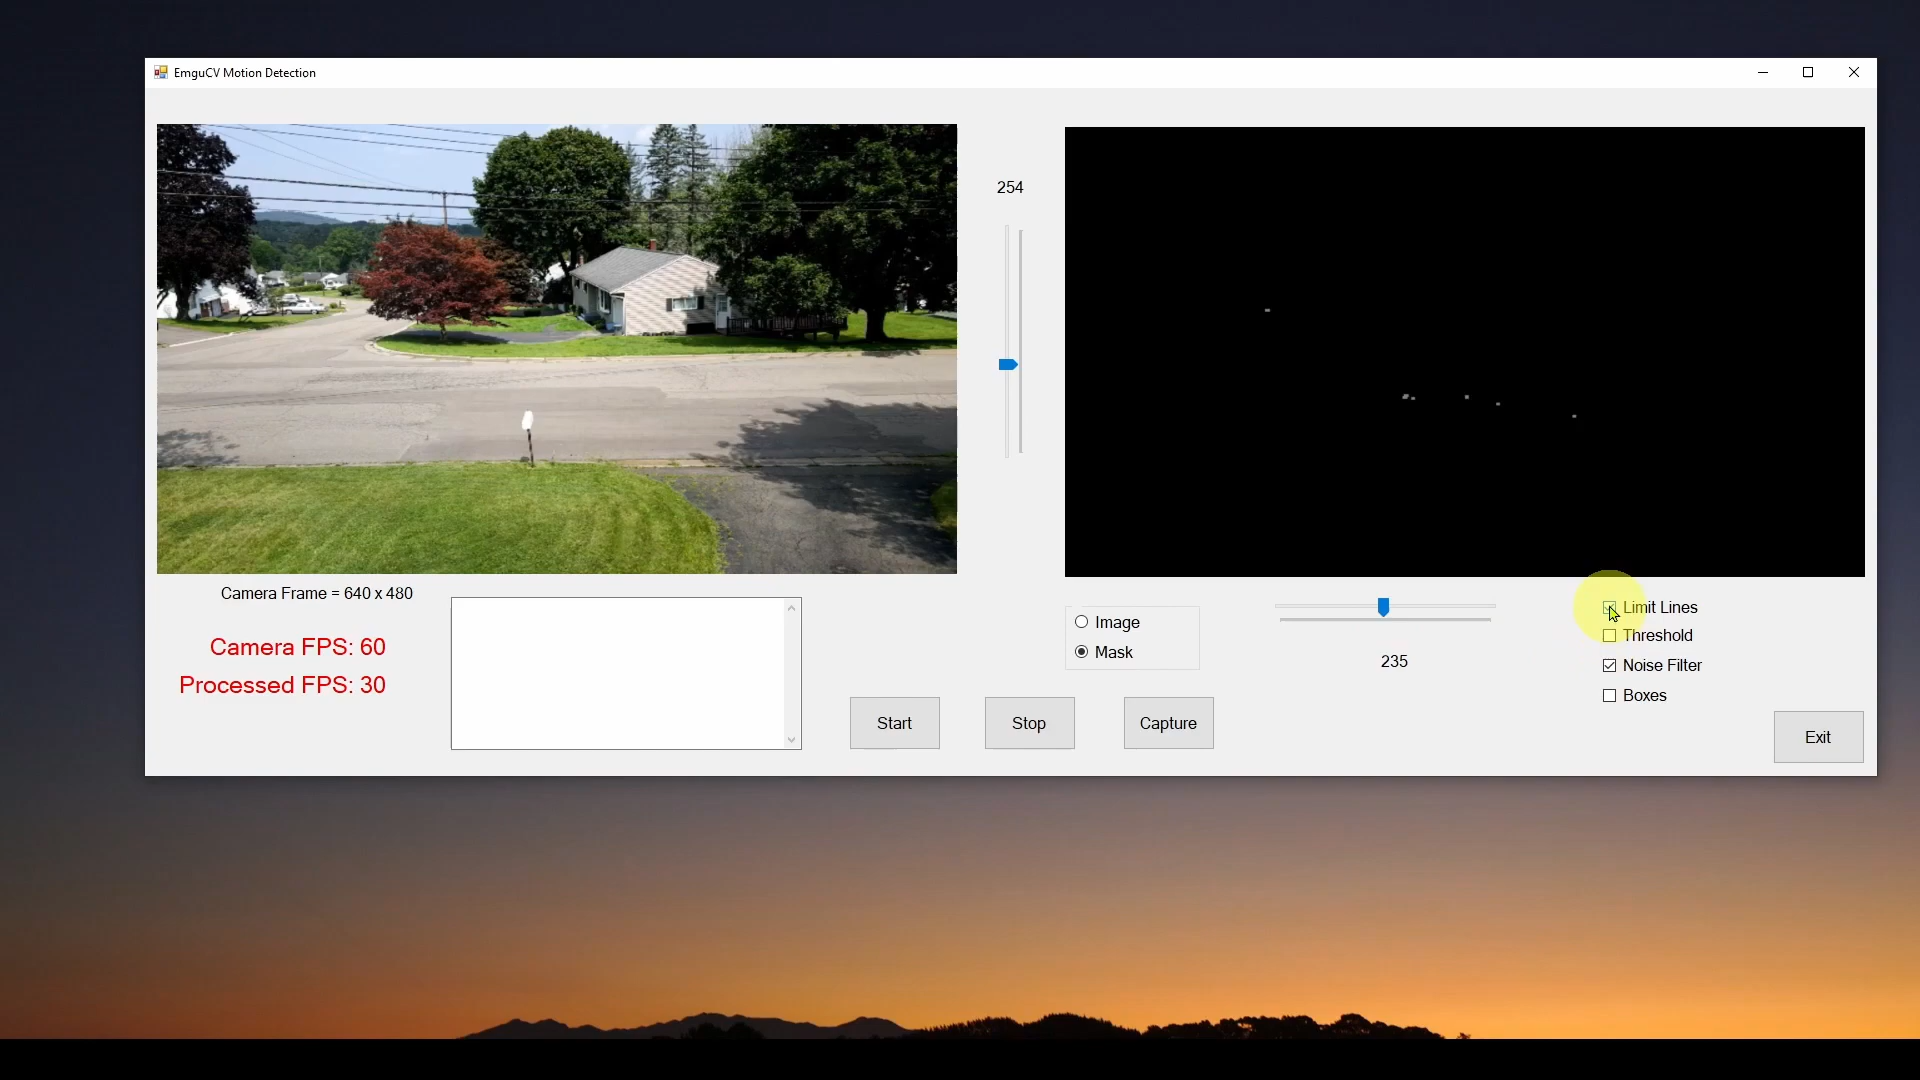 EmguCV Motion Detection
254
Camera Frame = 640 x 480
Camera FPS: 60
Processed FPS: 30
Image
Mask
235
Limit Lines
Threshold
Noise Filter
Boxes
Start
Stop
Capture
Exit